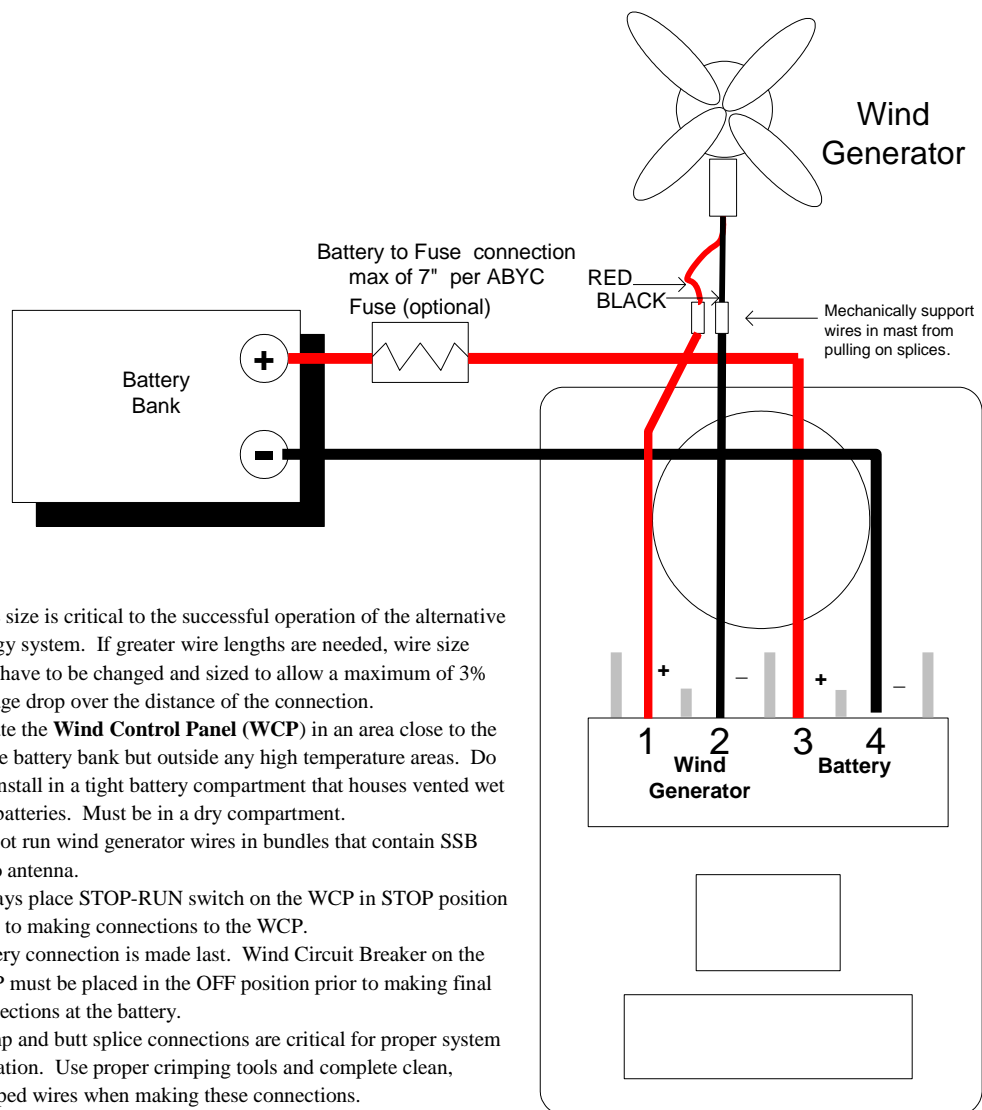 Wind
Generator
Battery to Fuse connection
max of 7" per ABYC
Fuse (optional)
RED
BLACK
Mechanically support
wires in mast from
pulling on splices.
+
Battery
Bank
-
size is critical to the successful operation of the alternative
gy system. If greater wire lengths are needed, wire size
have to be changed and sized to allow a maximum of 3%
ge drop over the distance of the connection.
te the Wind Control Panel (WCP) in an area close to the
e battery bank but outside any high temperature areas. Do
nstall in a tight battery compartment that houses vented wet
batteries. Must be in a dry compartment.
ot run wind generator wires in bundles that contain SSB
o antenna.
ays place STOP-RUN switch on the WCP in STOP position
to making connections to the WCP.
ery connection is made last. Wind Circuit Breaker on the
P must be placed in the OFF position prior to making final
ections at the battery.
p and butt splice connections are critical for proper system
ation. Use proper crimping tools and complete clean,
ped wires when making these connections.
+ _ + _
1 2 3 4
Wind
Generator
Battery